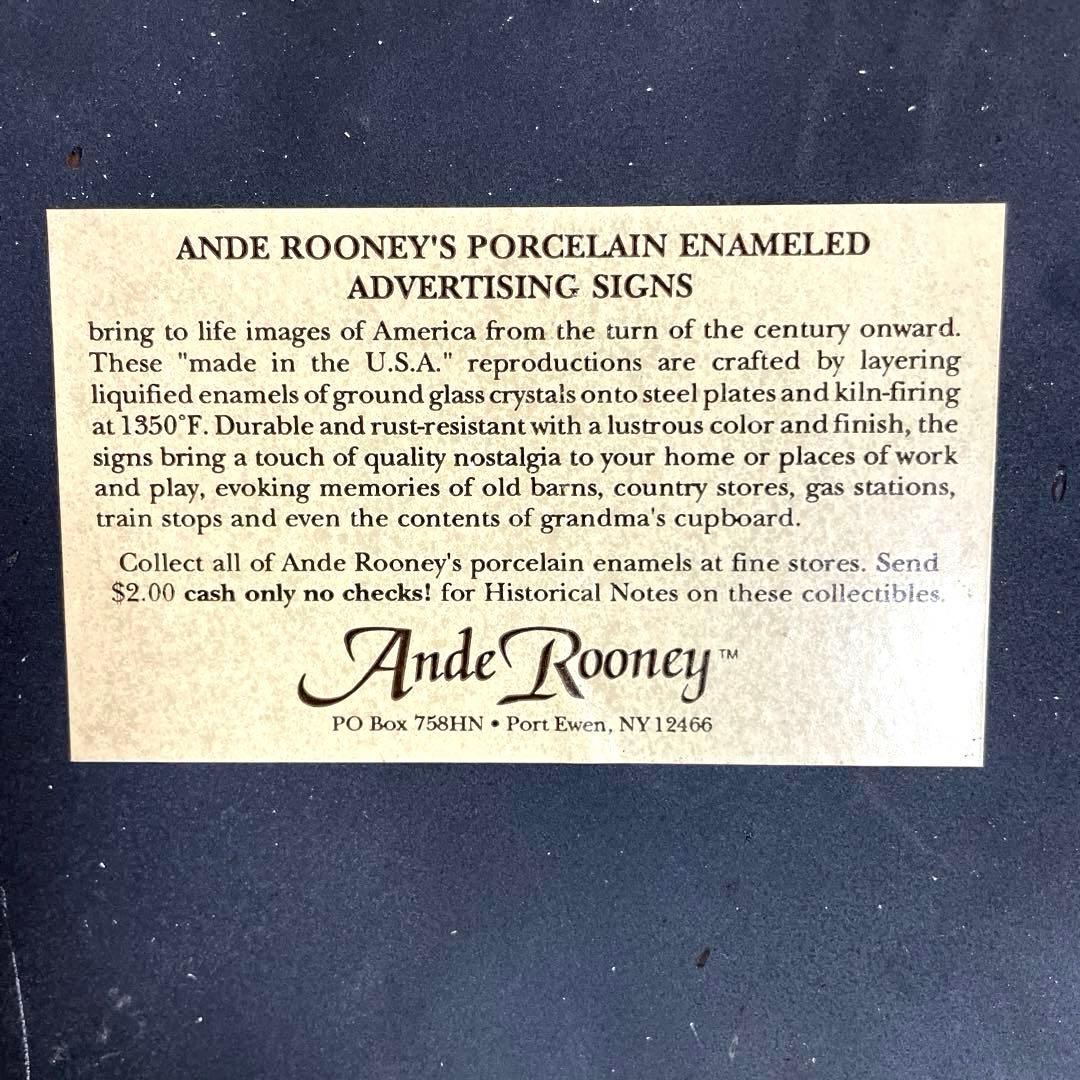 ANDE ROONEY'S PORCELAIN ENAMELED
ADVERTISING SIGNS
bring to life images of America from the turn of the century onward.
These "made in the U.S.A." reproductions are crafted by layering
liquified enamels of ground glass crystals onto steel plates and kiln-firing
at 1350°F. Durable and rust-resistant with a lustrous color and finish, the
signs bring a touch of quality nostalgia to your home or places of work
and play, evoking memories of old barns, country stores, gas stations,
train stops and even the contents of grandma's cupboard.
Collect all of Ande Rooney's porcelain enamels at fine stores. Send
$2.00 cash only no checks! for Historical Notes on these collectibles.
Ande Rooney™
PO Box 758HN • Port Ewen, NY 12466